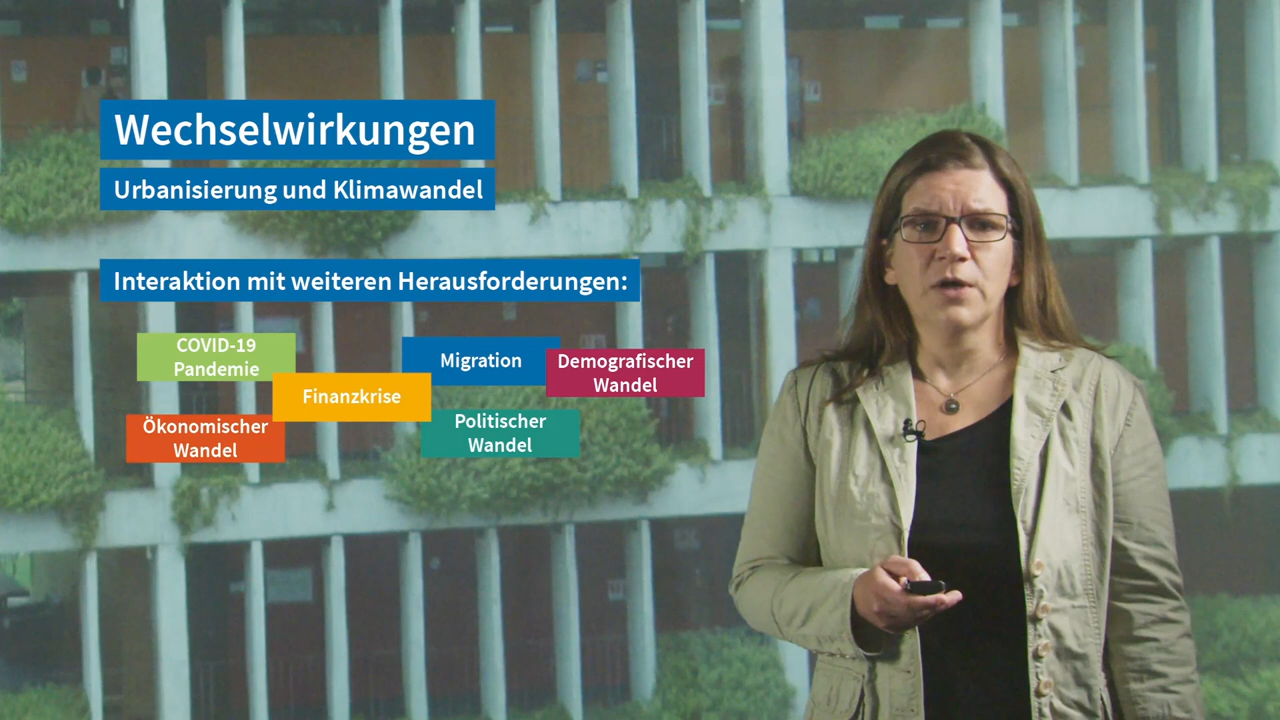 Wechselwirkungen
Urbanisierung und Klimawandel
Interaktion mit weiteren Herausforderungen:
COVID-19
Pandemie
Migration
Demografischer
Wandel
Finanzkrise
Ökonomischer
Wandel
Politischer
Wandel